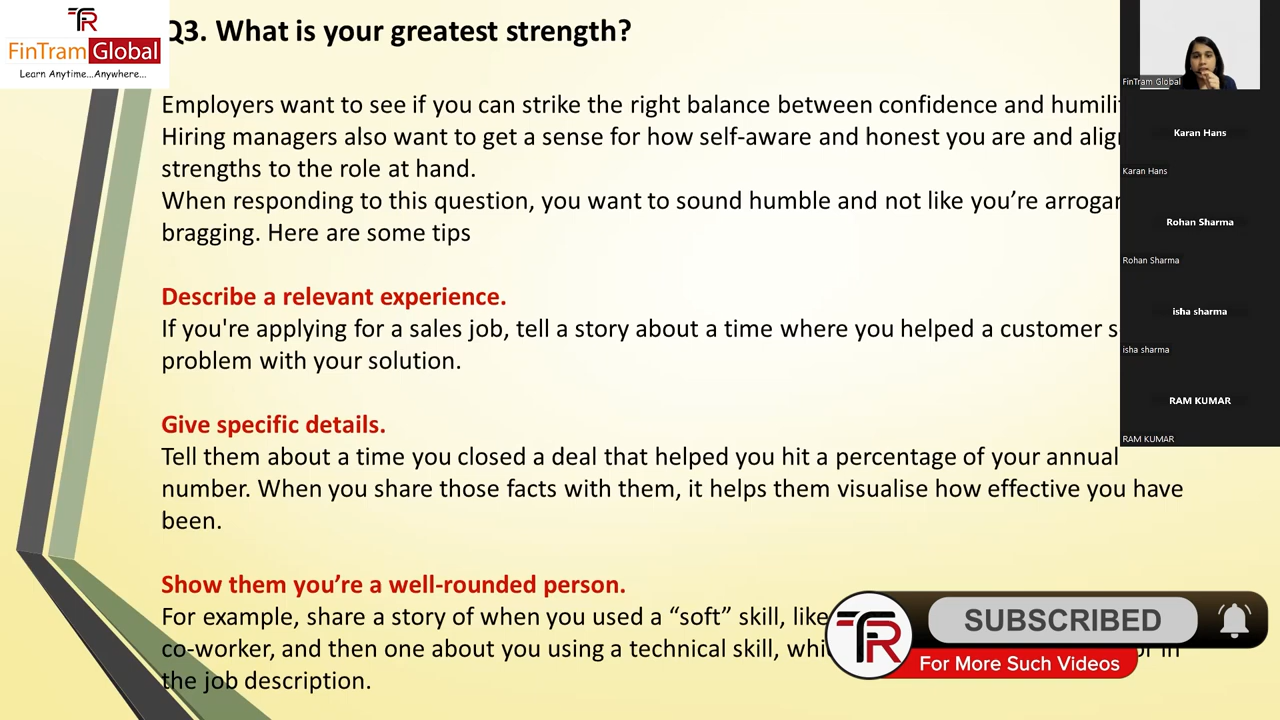 TR
FinTram Global
Learn Anytime...Anywhere...
Q3. What is your greatest strength?
Employers want to see if you can strike the right balance between confidence and
Hiring managers also want to get a sense for how self-aware and honest you are and
strengths to the role at hand.
When responding to this question, you want to sound humble and not like you’re
bragging. Here are some tips
Describe a relevant experience.
If you're applying for a sales job, tell a story about a time where you helped a customer
problem with your solution.
Give specific details.
Tell them about a time you closed a deal that helped you hit a percentage of your annual
number. When you share those facts with them, it helps them visualise how effective you have
been.
Show them you’re a well-rounded person.
For example, share a story of when you used a “soft” skill, like
co-worker, and then one about you using a technical skill, in
the job description.
FinTram Global
Karan Hans
Karan Hans
Rohan Sharma
Rohan Sharma
isha sharma
isha sharma
RAM KUMAR
RAM KUMAR
TR
SUBSCRIBED
For More Such Videos